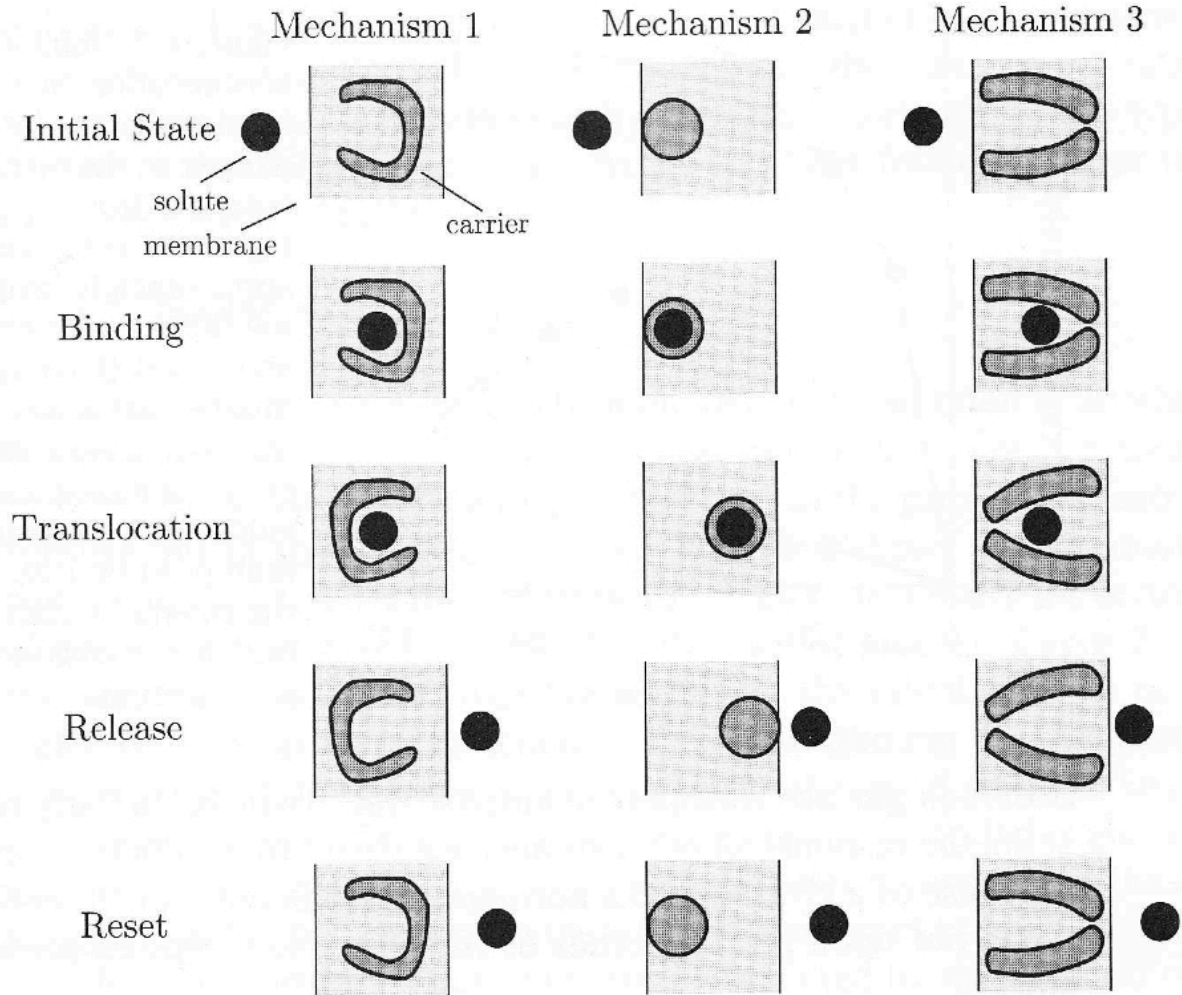 Mechanism 1 Mechanism 2 Mechanism 3
Initial State
solute
membrane
carrier
Binding
Translocation
Release
Reset